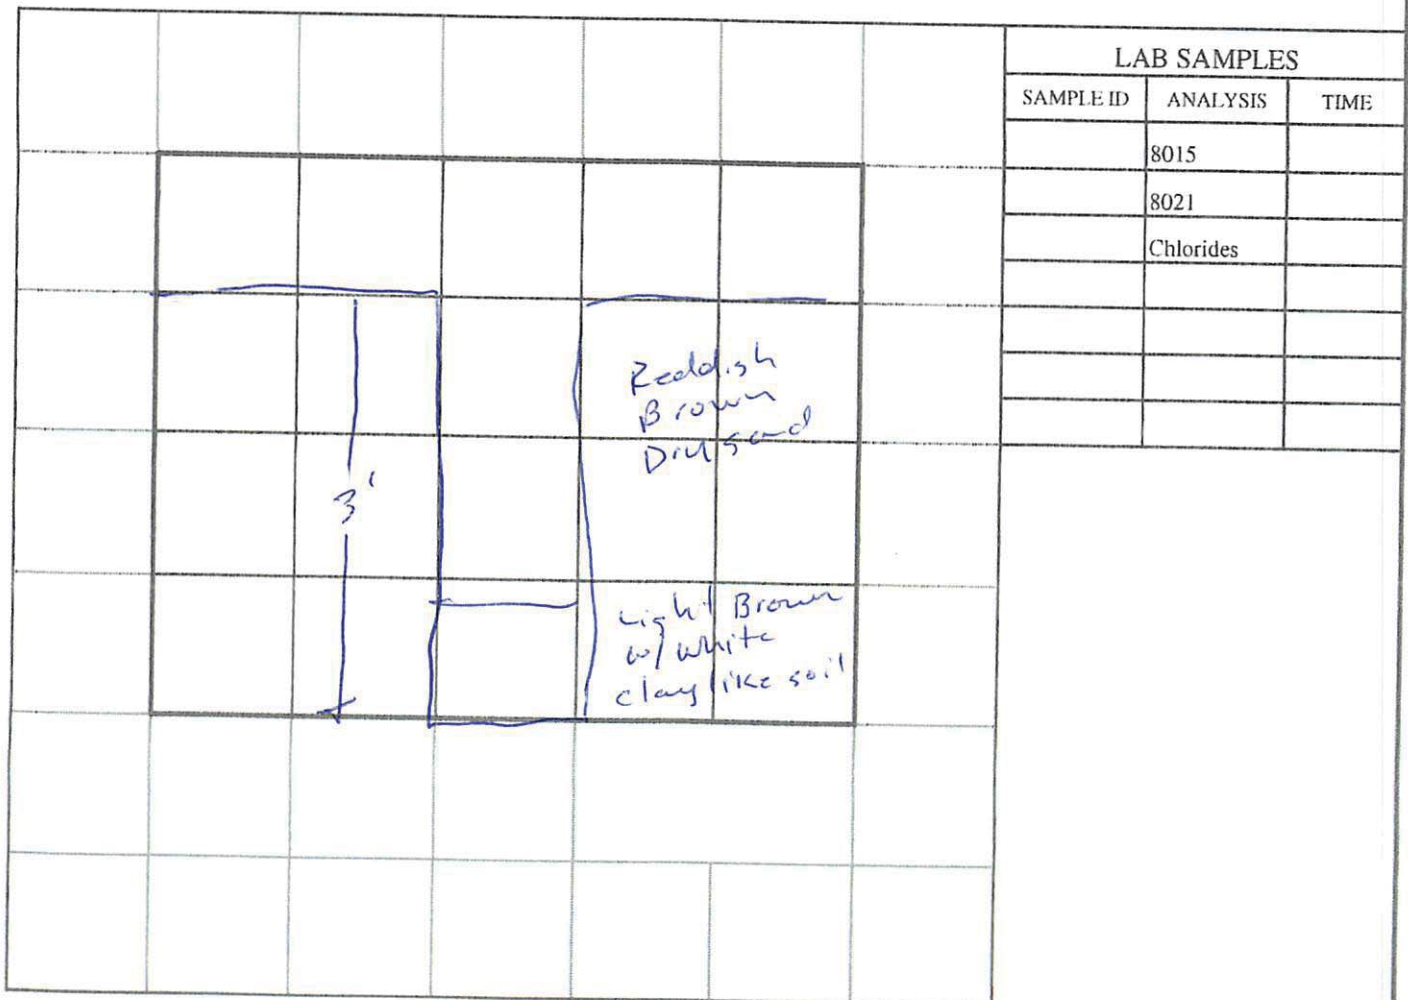 LAB SAMPLES
SAMPLE ID ANALYSIS TIME
8015
8021
Chlorides
Reddish
Brown
Dry sand
3'
Light Brown
w/ white
clay like soil